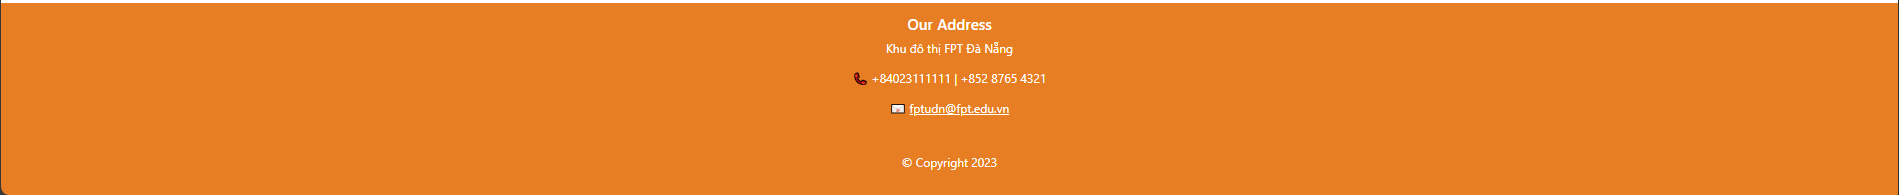 Our Address
Khu đô thị FPT Đà Nẵng
+84023111111 | +852 8765 4321
fptudn@fpt.edu.vn
© Copyright 2023